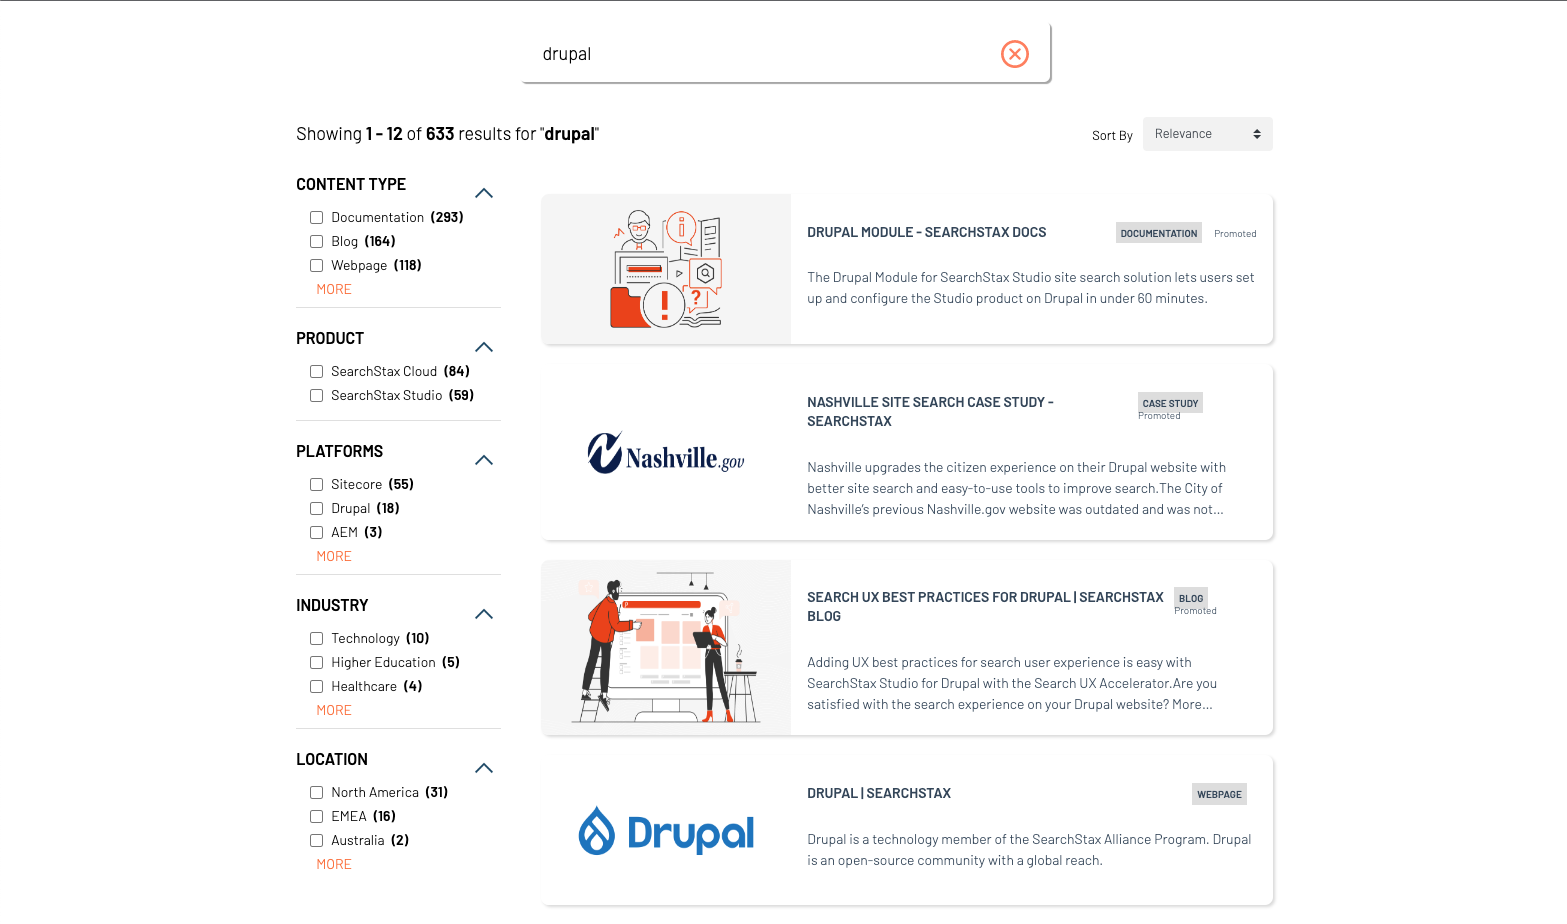 drupal
Showing 1 - 12 of 633 results for "drupal"
Sort By
Relevance
CONTENT TYPE
Documentation (293)
Blog (164)
Webpage (118)
MORE
PRODUCT
SearchStax Cloud (84)
SearchStax Studio (59)
PLATFORMS
Sitecore (55)
Drupal (18)
AEM (3)
MORE
INDUSTRY
Technology (10)
Higher Education (5)
Healthcare (4)
MORE
LOCATION
North America (31)
EMEA (16)
Australia (2)
MORE
DRUPAL MODULE - SEARCHSTAX DOCS
DOCUMENTATION
Promoted
The Drupal Module for SearchStax Studio site search solution lets users set
up and configure the Studio product on Drupal in under 60 minutes.
Nashville.gov
NASHVILLE SITE SEARCH CASE STUDY -
SEARCHSTAX
CASE STUDY
Promoted
Nashville upgrades the citizen experience on their Drupal website with
better site search and easy-to-use tools to improve search.The City of
Nashville's previous Nashville.gov website was outdated and was not...
SEARCH UX BEST PRACTICES FOR DRUPAL | SEARCHSTAX
BLOG
BLOG
Promoted
Adding UX best practices for search user experience is easy with
SearchStax Studio for Drupal with the Search UX Accelerator.Are you
satisfied with the search experience on your Drupal website? More...
Drupal
DRUPAL | SEARCHSTAX
WEBPAGE
Drupal is a technology member of the SearchStax Alliance Program. Drupal
is an open-source community with a global reach.